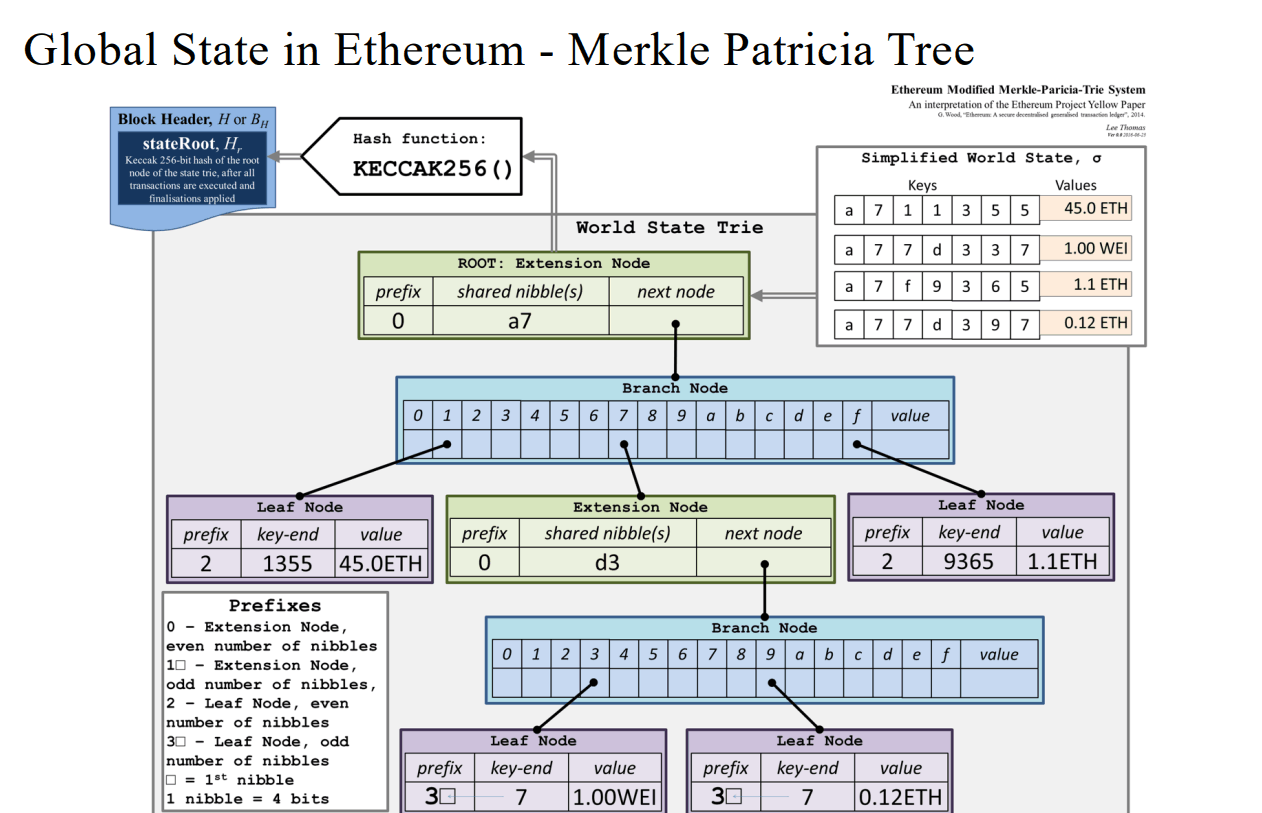 Global State in Ethereum - Merkle Patricia Tree
Ethereum Modified Merkle-Paricia-Trie System
An interpretation of the Ethereum Project Yellow Paper
G. Wood, "Ethereum: A secure decentralised generalised transaction ledger", 2014.
Lee Thomas
Block Header, H or B_H
stateRoot, H_r
Keccak 256-bit hash of the root
node of the state trie, after all
transactions are executed and
finalisations applied
Hash function:
KECCAK256()
Simplified World State, σ
Keys Values
a 7 1 1 3 5 5 45.0 ETH
a 7 7 d 3 3 7 1.00 WEI
a 7 f 9 3 6 5 1.1 ETH
a 7 7 d 3 9 7 0.12 ETH
World State Trie
ROOT: Extension Node
prefix shared nibble(s) next node
0 a7
Branch Node
0 1 2 3 4 5 6 7 8 9 a b c d e f value
Leaf Node
prefix key-end value
2 1355 45.0ETH
Extension Node
prefix shared nibble(s) next node
0 d3
Leaf Node
prefix key-end value
2 9365 1.1ETH
Prefixes
0 – Extension Node,
even number of nibbles
1□ – Extension Node,
odd number of nibbles,
2 – Leaf Node, even
number of nibbles
3□ – Leaf Node, odd
number of nibbles
□ = 1st nibble
1 nibble = 4 bits
Branch Node
0 1 2 3 4 5 6 7 8 9 a b c d e f value
Leaf Node
prefix key-end value
3□ 7 1.00WEI
Leaf Node
prefix key-end value
3□ 7 0.12ETH